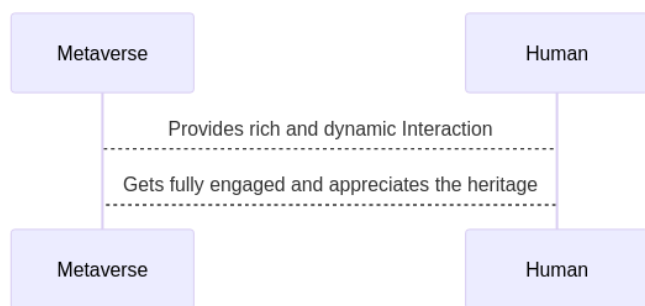 Metaverse
Human
Provides rich and dynamic Interaction
Gets fully engaged and appreciates the heritage
Metaverse
Human